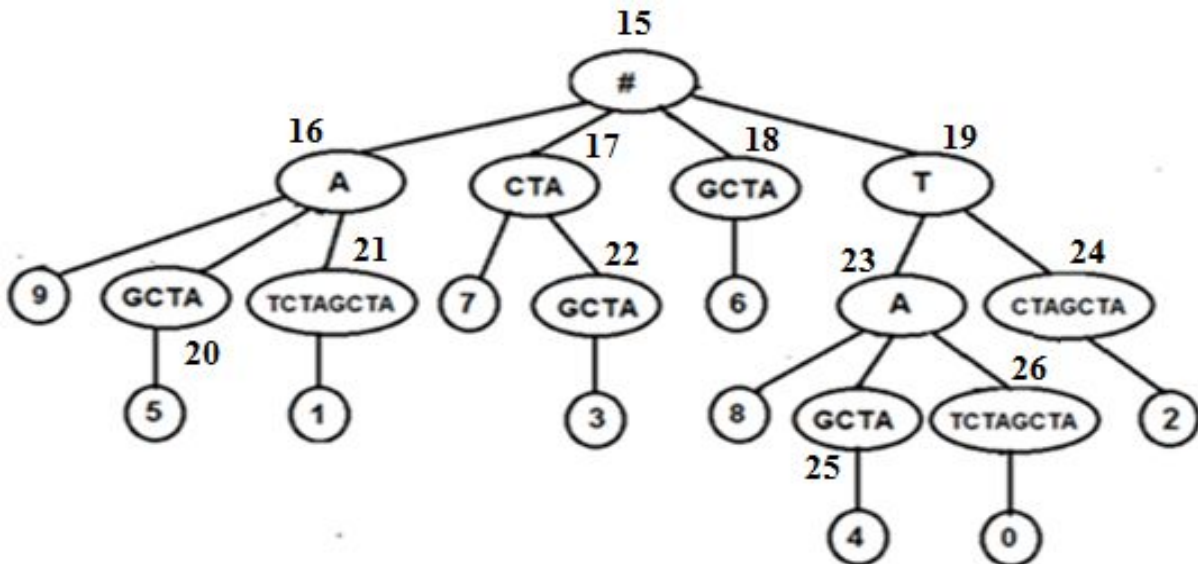 15
#
16 17 18 19
A CTA GCTA T
21 22 23 24
9 GCTA TCTAGCTA 7 GCTA 6 A CTAGCTA
20 26
5 1 3 8 GCTA TCTAGCTA 2
25
4 0